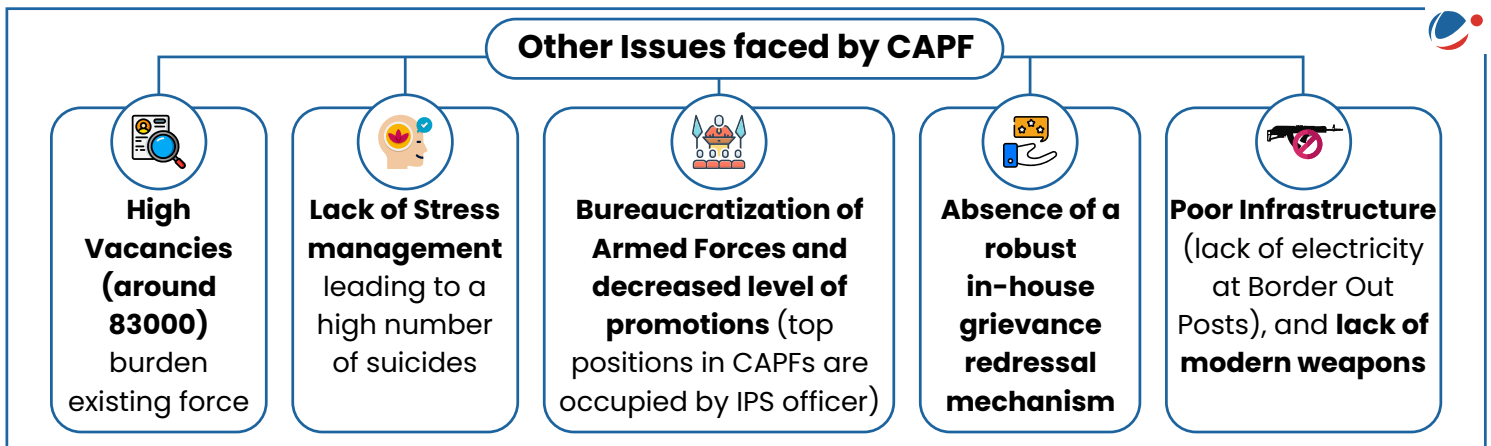 Other Issues faced by CAPF
High
Vacancies
(around
83000)
burden
existing force
Lack of Stress
management
leading to a
high number
of suicides
Bureaucratization of
Armed Forces and
decreased level of
promotions (top
positions in CAPFs are
occupied by IPS officer)
Absence of a
robust
in-house
grievance
redressal
mechanism
Poor Infrastructure
(lack of electricity
at Border Out
Posts), and lack of
modern weapons